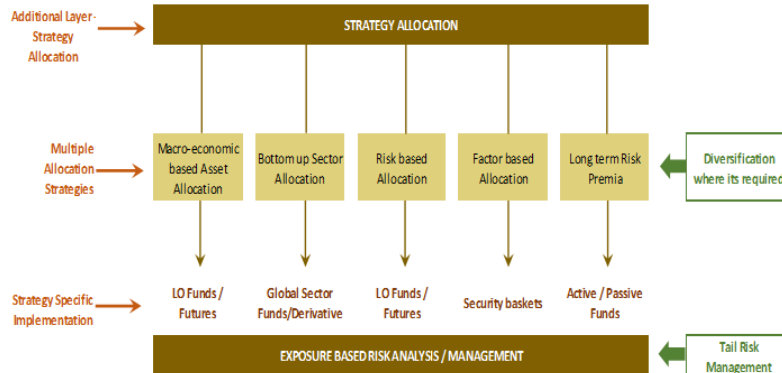 Additional Layer-
Strategy
Allocation
STRATEGY ALLOCATION
Multiple
Allocation
Strategies
Macro-economic
based Asset
Allocation
Bottom up Sector
Allocation
Risk based
Allocation
Factor based
Allocation
Long term Risk
Premia
Diversification
where its required
Strategy Specific
Implementation
LO Funds /
Futures
Global Sector
Funds/Derivative
LO Funds /
Futures
Security baskets
Active / Passive
Funds
EXPOSURE BASED RISK ANALYSIS / MANAGEMENT
Tail Risk
Management